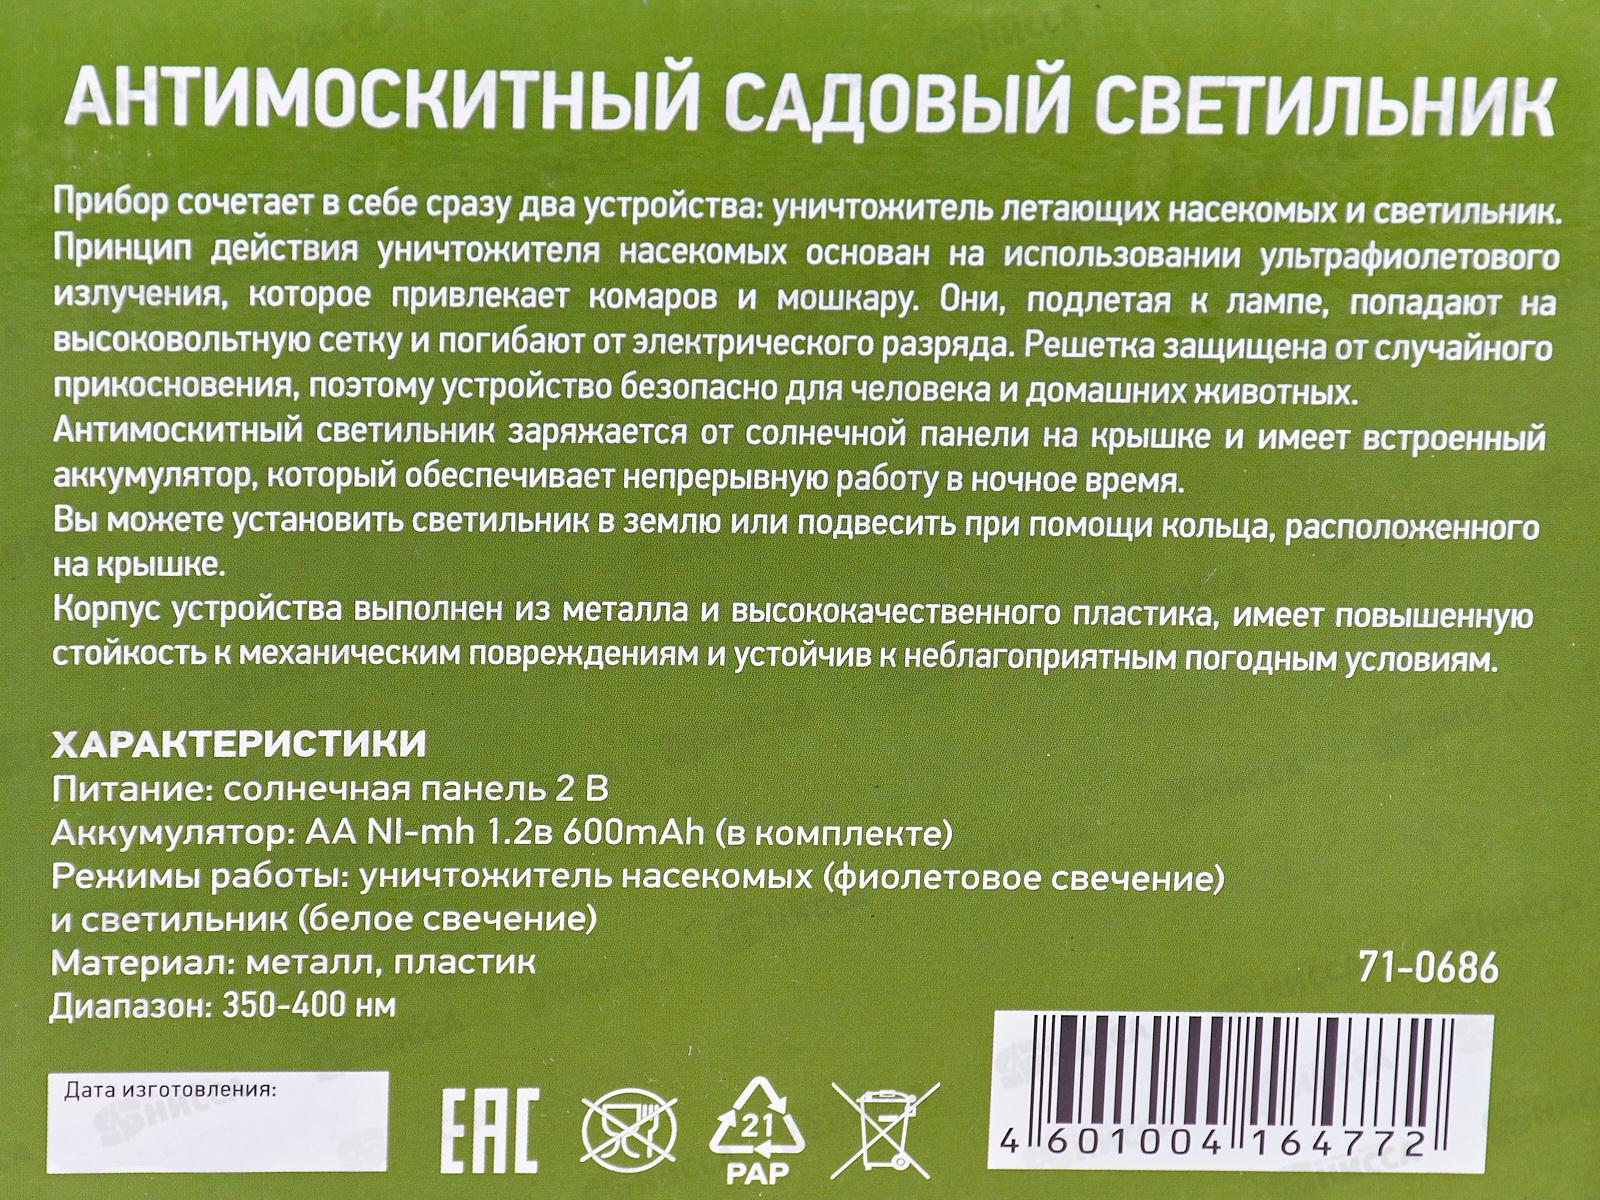 АНТИМОСКИТНЫЙ САДОВЫЙ СВЕТИЛЬНИК
Прибор сочетает в себе сразу два устройства: уничтожитель летающих насекомых и светильник.
Принцип действия уничтожителя насекомых основан на использовании ультрафиолетового
излучения, которое привлекает комаров и мошкару. Они, подлетая к лампе, попадают на
высоковольтную сетку и погибают от электрического разряда. Решетка защищена от случайного
прикосновения, поэтому устройство безопасно для человека и домашних животных.
Антимоскитный светильник заряжается от солнечной панели на крышке и имеет встроенный
аккумулятор, который обеспечивает непрерывную работу в ночное время.
Вы можете установить светильник в землю или подвесить при помощи кольца, расположенного
на крышке.
Корпус устройства выполнен из металла и высококачественного пластика, имеет повышенную
стойкость к механическим повреждениям и устойчив к неблагоприятным погодным условиям.
ХАРАКТЕРИСТИКИ
Питание: солнечная панель 2 В
Аккумулятор: AA NI-mh 1.2в 600mAh (в комплекте)
Режимы работы: уничтожитель насекомых (фиолетовое свечение)
и светильник (белое свечение)
Материал: металл, пластик
Диапазон: 350-400 нм
71-0686
Дата изготовления:
EAC
21
PAP
4 601004 164772